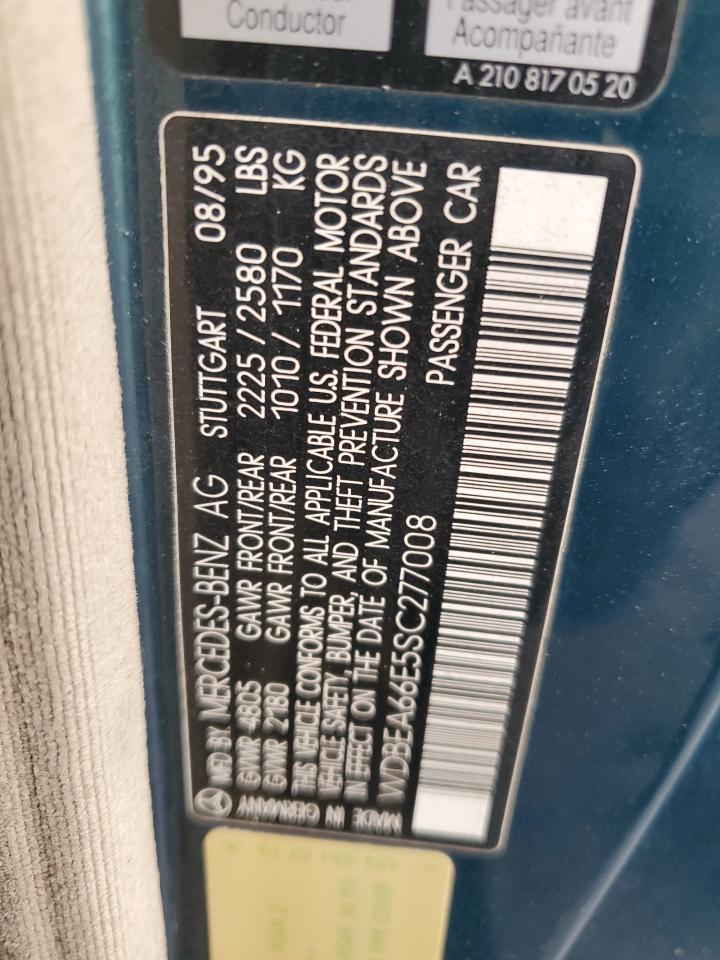 Conductor
Passager avant
Acompañante
A 210 817 05 20
MFD BY MERCEDES-BENZ AG STUTTGART 08/95
GVWR 4805 GAWR FRONT/REAR 2225 / 2580 LBS
GVWR 2180 GAWR FRONT/REAR 1010 / 1170 KG
THIS VEHICLE CONFORMS TO ALL APPLICABLE U.S. FEDERAL MOTOR
VEHICLE SAFETY, BUMPER, AND THEFT PREVENTION STANDARDS
IN EFFECT ON THE DATE OF MANUFACTURE SHOWN ABOVE
WDBEA66E5SC277008 PASSENGER CAR
MADE IN GERMANY